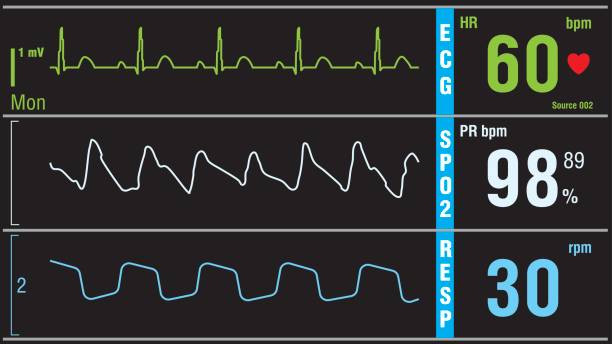 1 mV
Mon
ECG
HR
bpm
60
Source 002
SPO2
PR bpm
98
89
%
2
RESP
rpm
30